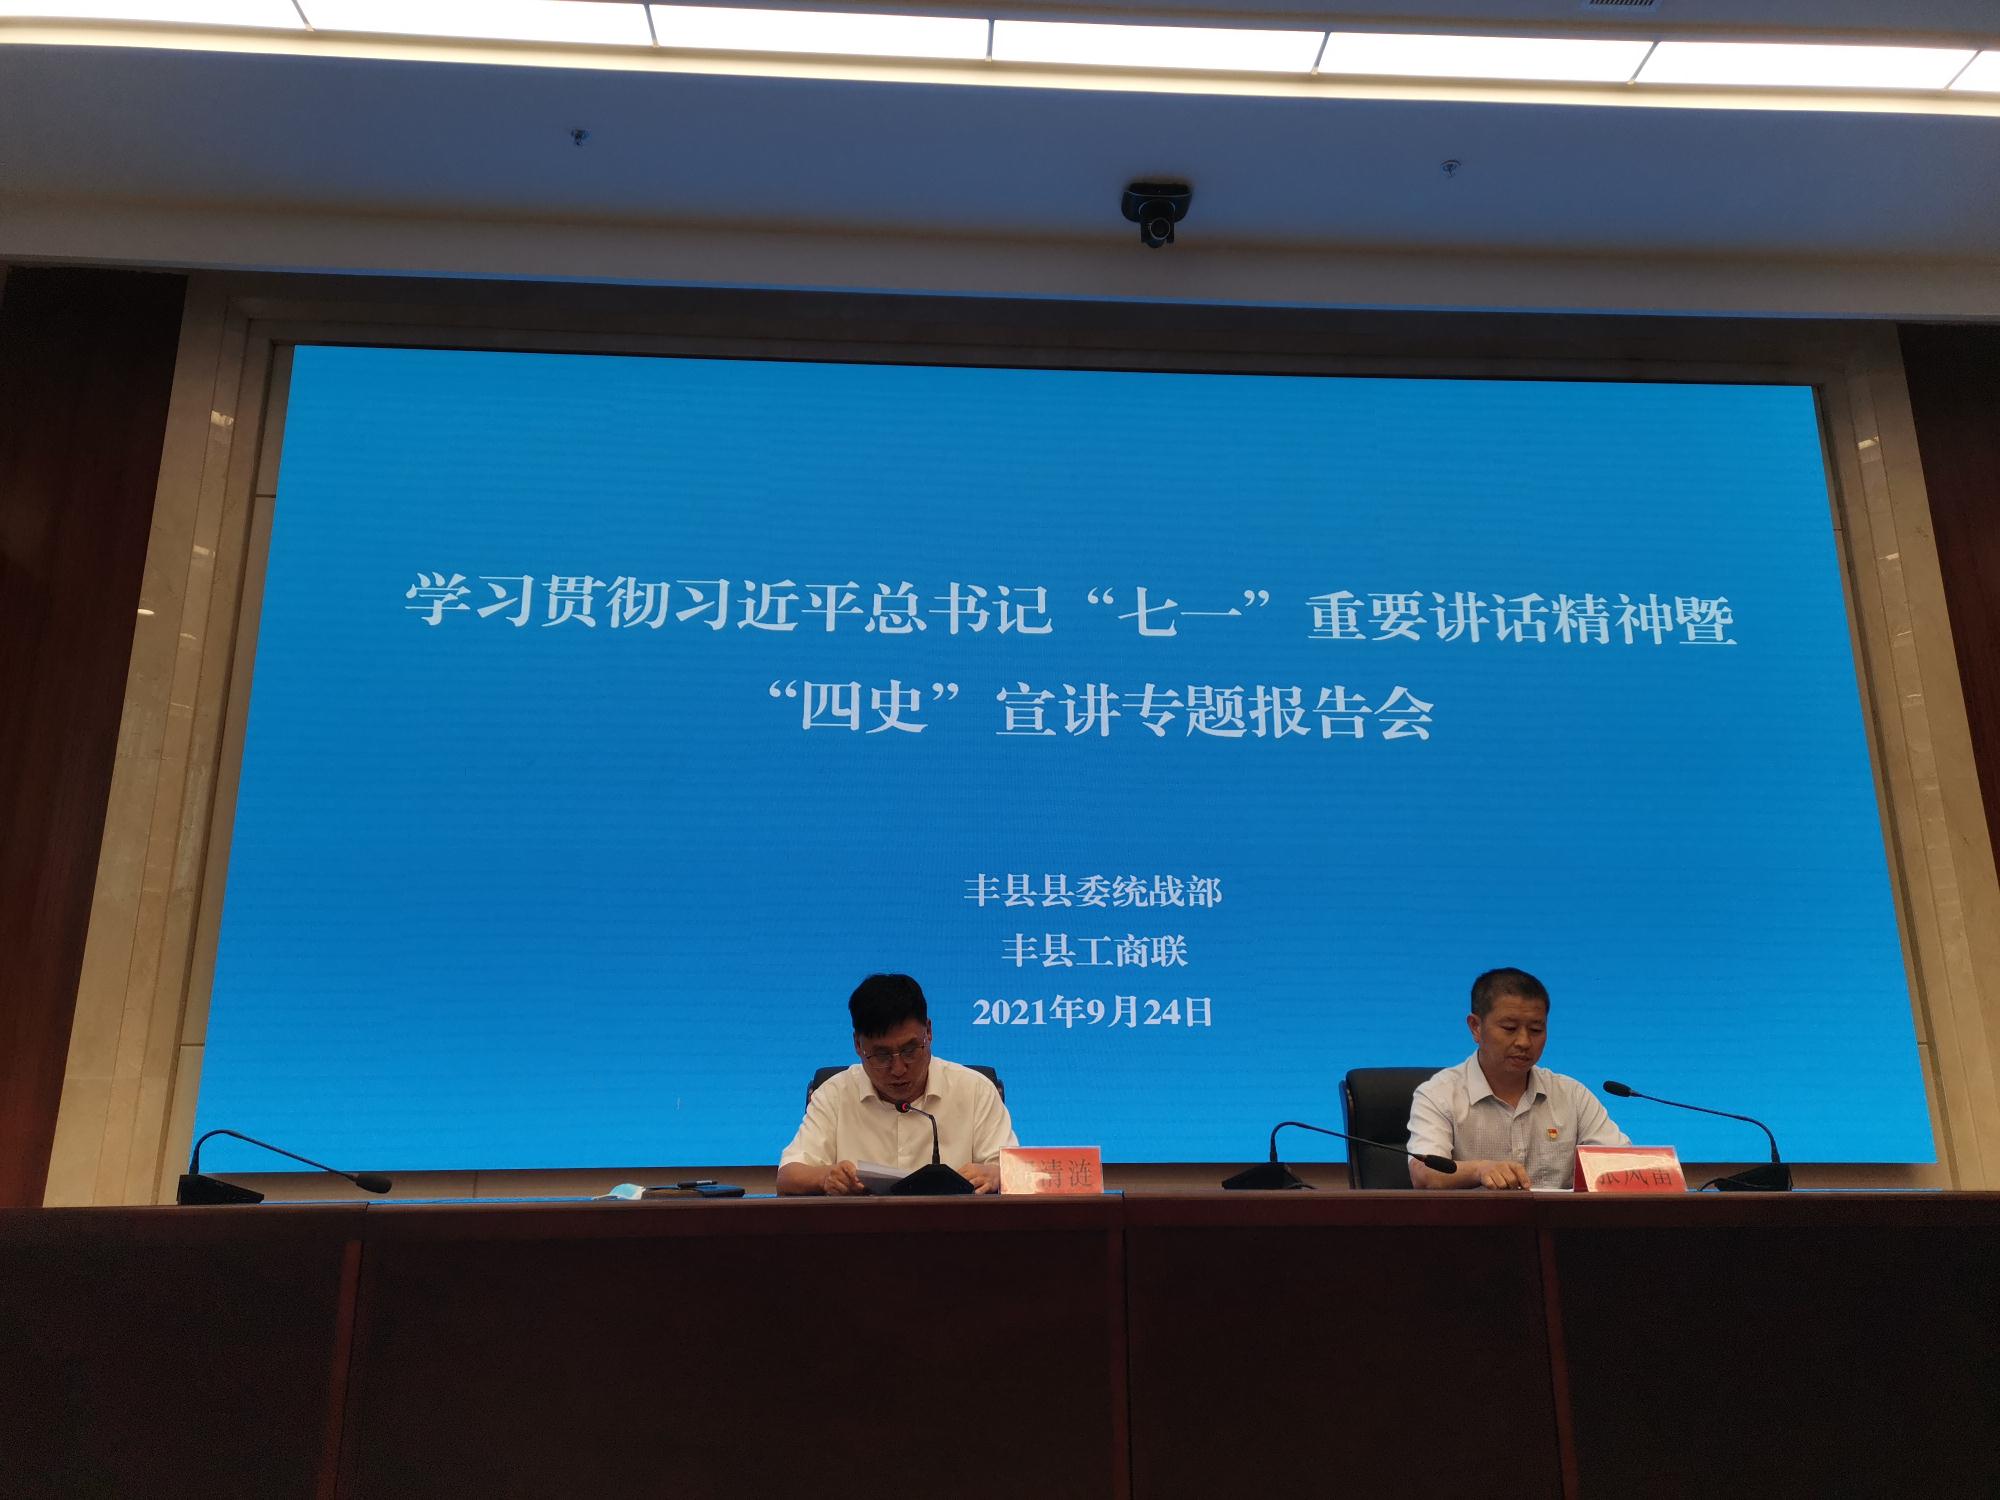 学习贯彻习近平总书记“七一”重要讲话精神暨
“四史”宣讲专题报告会
丰县县委统战部
丰县工商联
2021年9月24日
清涟